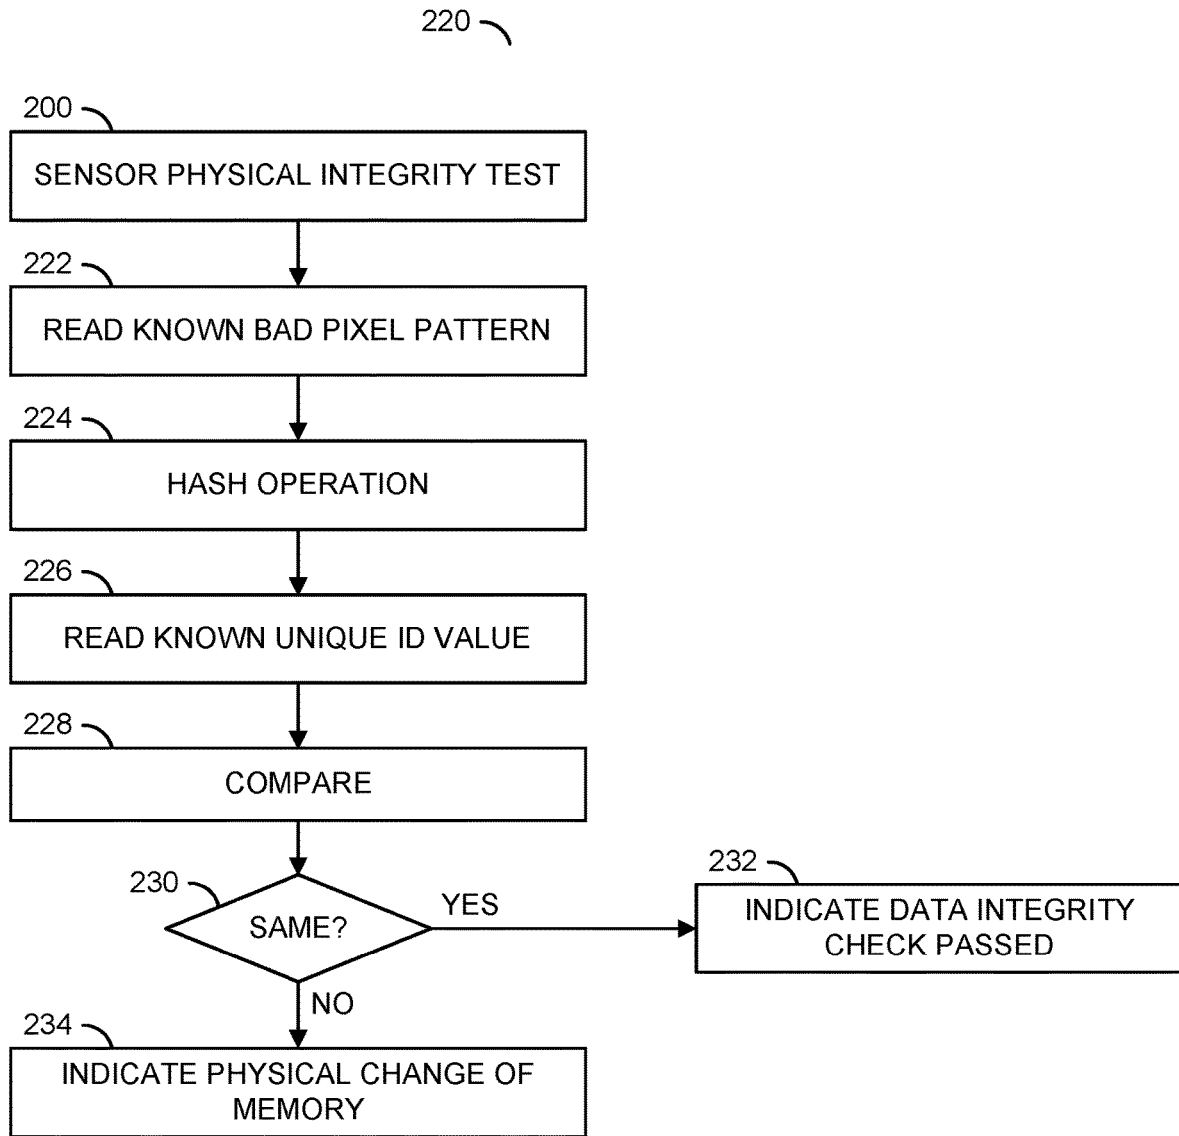 220
200
SENSOR PHYSICAL INTEGRITY TEST
222
READ KNOWN BAD PIXEL PATTERN
224
HASH OPERATION
226
READ KNOWN UNIQUE ID VALUE
228
COMPARE
230
SAME?
YES
232
INDICATE DATA INTEGRITY
CHECK PASSED
NO
234
INDICATE PHYSICAL CHANGE OF
MEMORY